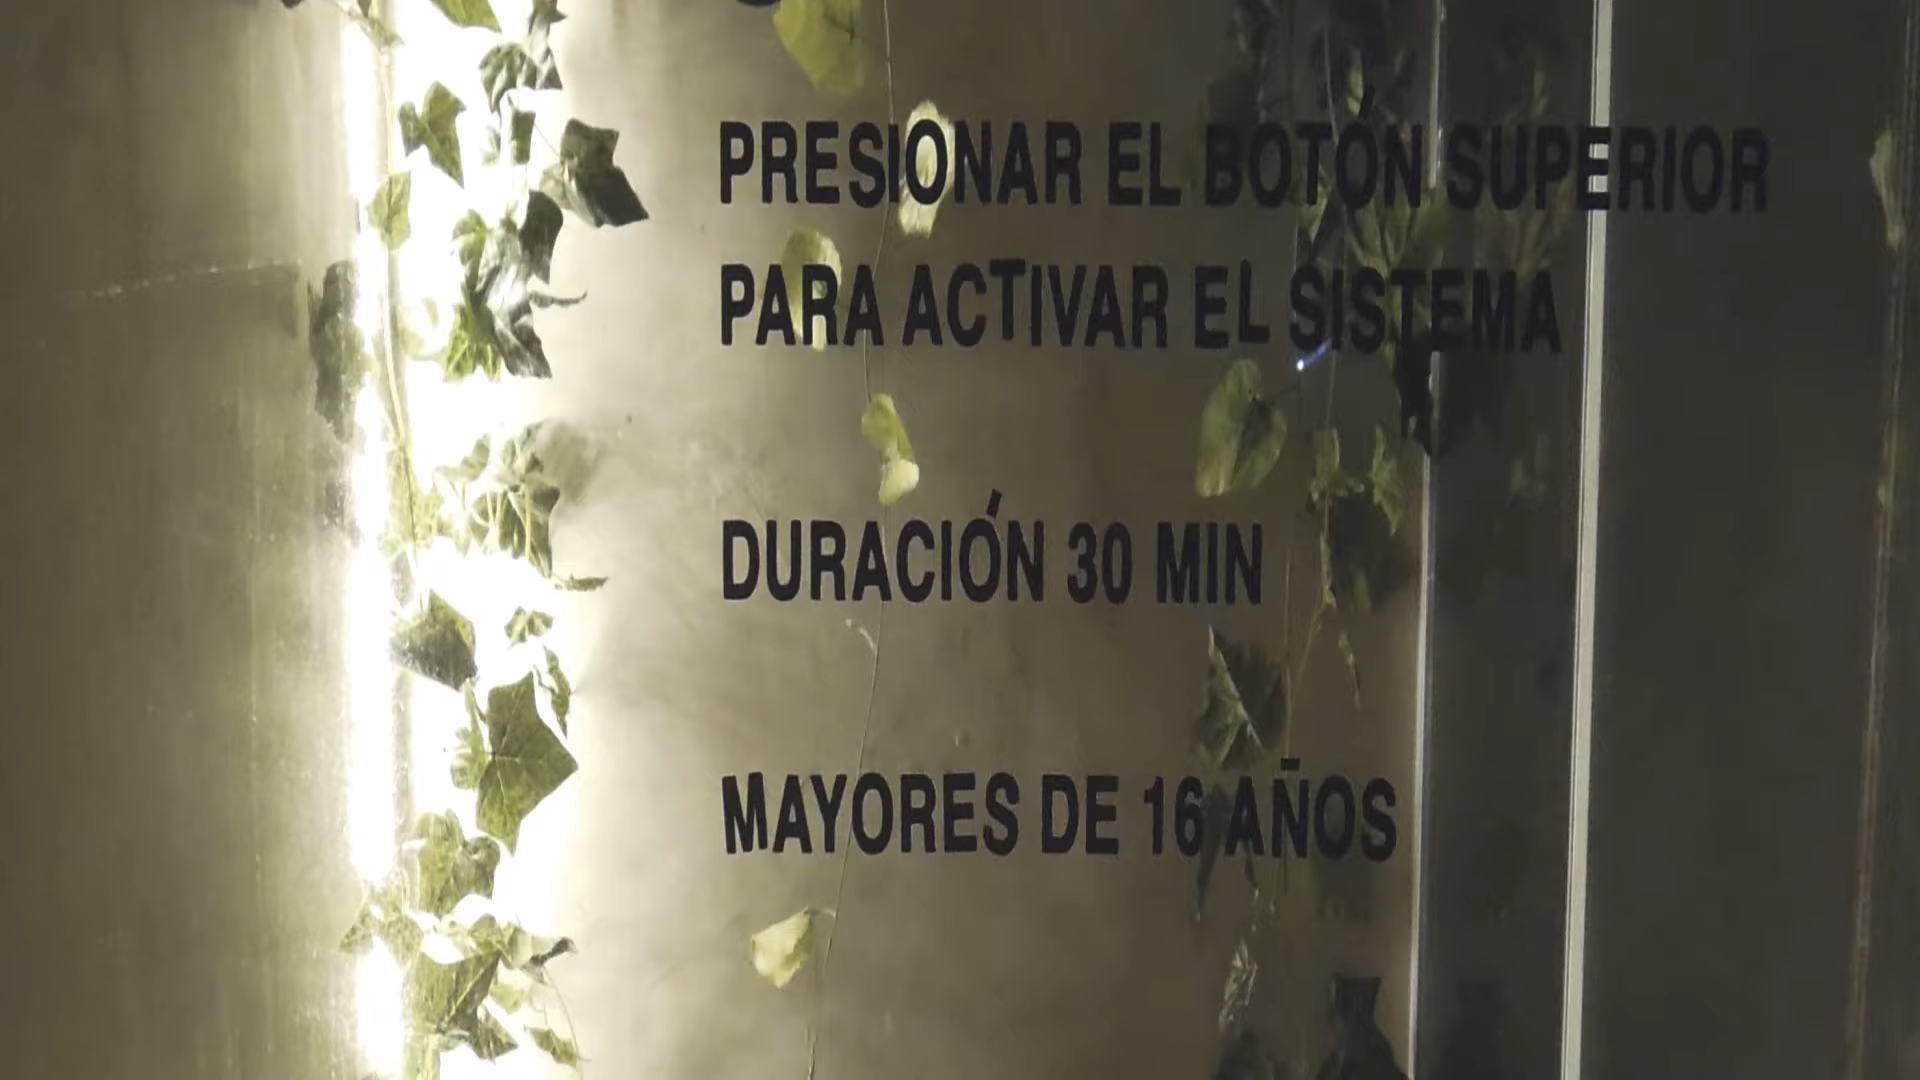 PRESIONAR EL BOTÓN SUPERIOR
PARA ACTIVAR EL SISTEMA
DURACIÓN 30 MIN
MAYORES DE 16 AÑOS